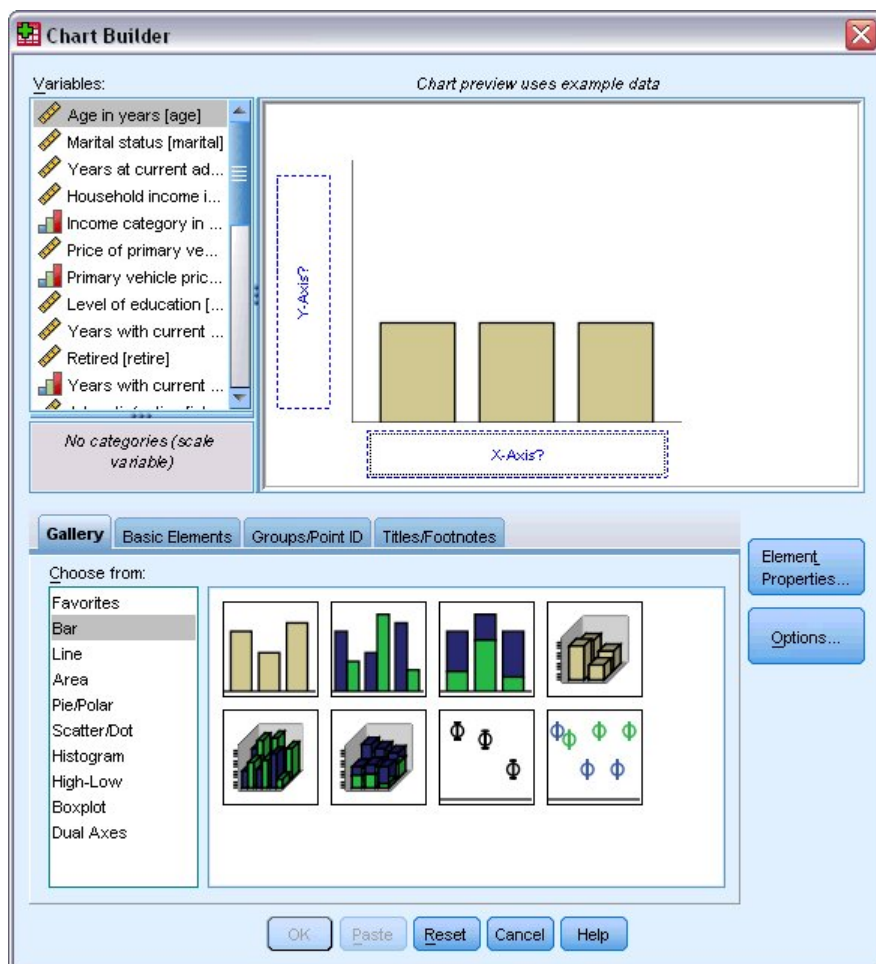 Chart Builder
Variables:
Chart preview uses example data
Age in years [age]
Marital status [marital]
Years at current ad...
Household income i...
Income category in ...
Price of primary ve...
Primary vehicle pric...
Level of education [...
Years with current ...
Retired [retire]
Years with current ...
No categories (scale
variable)
Y-Axis?
X-Axis?
Gallery
Basic Elements
Groups/Point ID
Titles/Footnotes
Choose from:
Favorites
Bar
Line
Area
Pie/Polar
Scatter/Dot
Histogram
High-Low
Boxplot
Dual Axes
Element
Properties...
Options...
OK
Paste
Reset
Cancel
Help